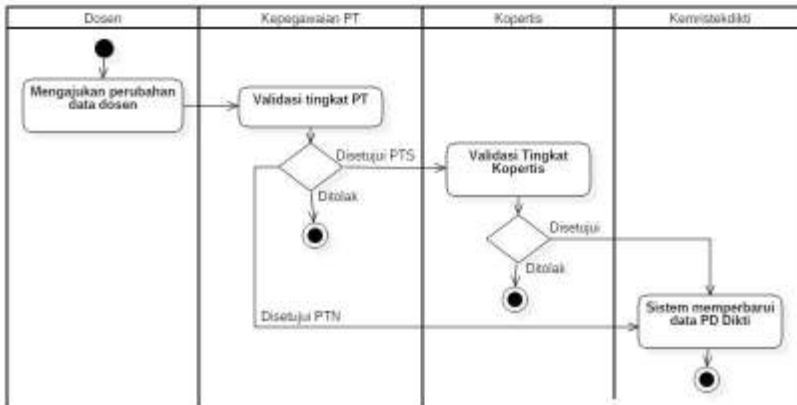 Dosen
Kepegawaian PT
Kopertis
Kemristekdikti
Mengajukan perubahan
data dosen
Validasi tingkat PT
Disetujui PTS
Validasi Tingkat
Kopertis
Ditolak
Disetujui
Ditolak
Sistem memperbarui
data PD Dikti
Disetujui PTN